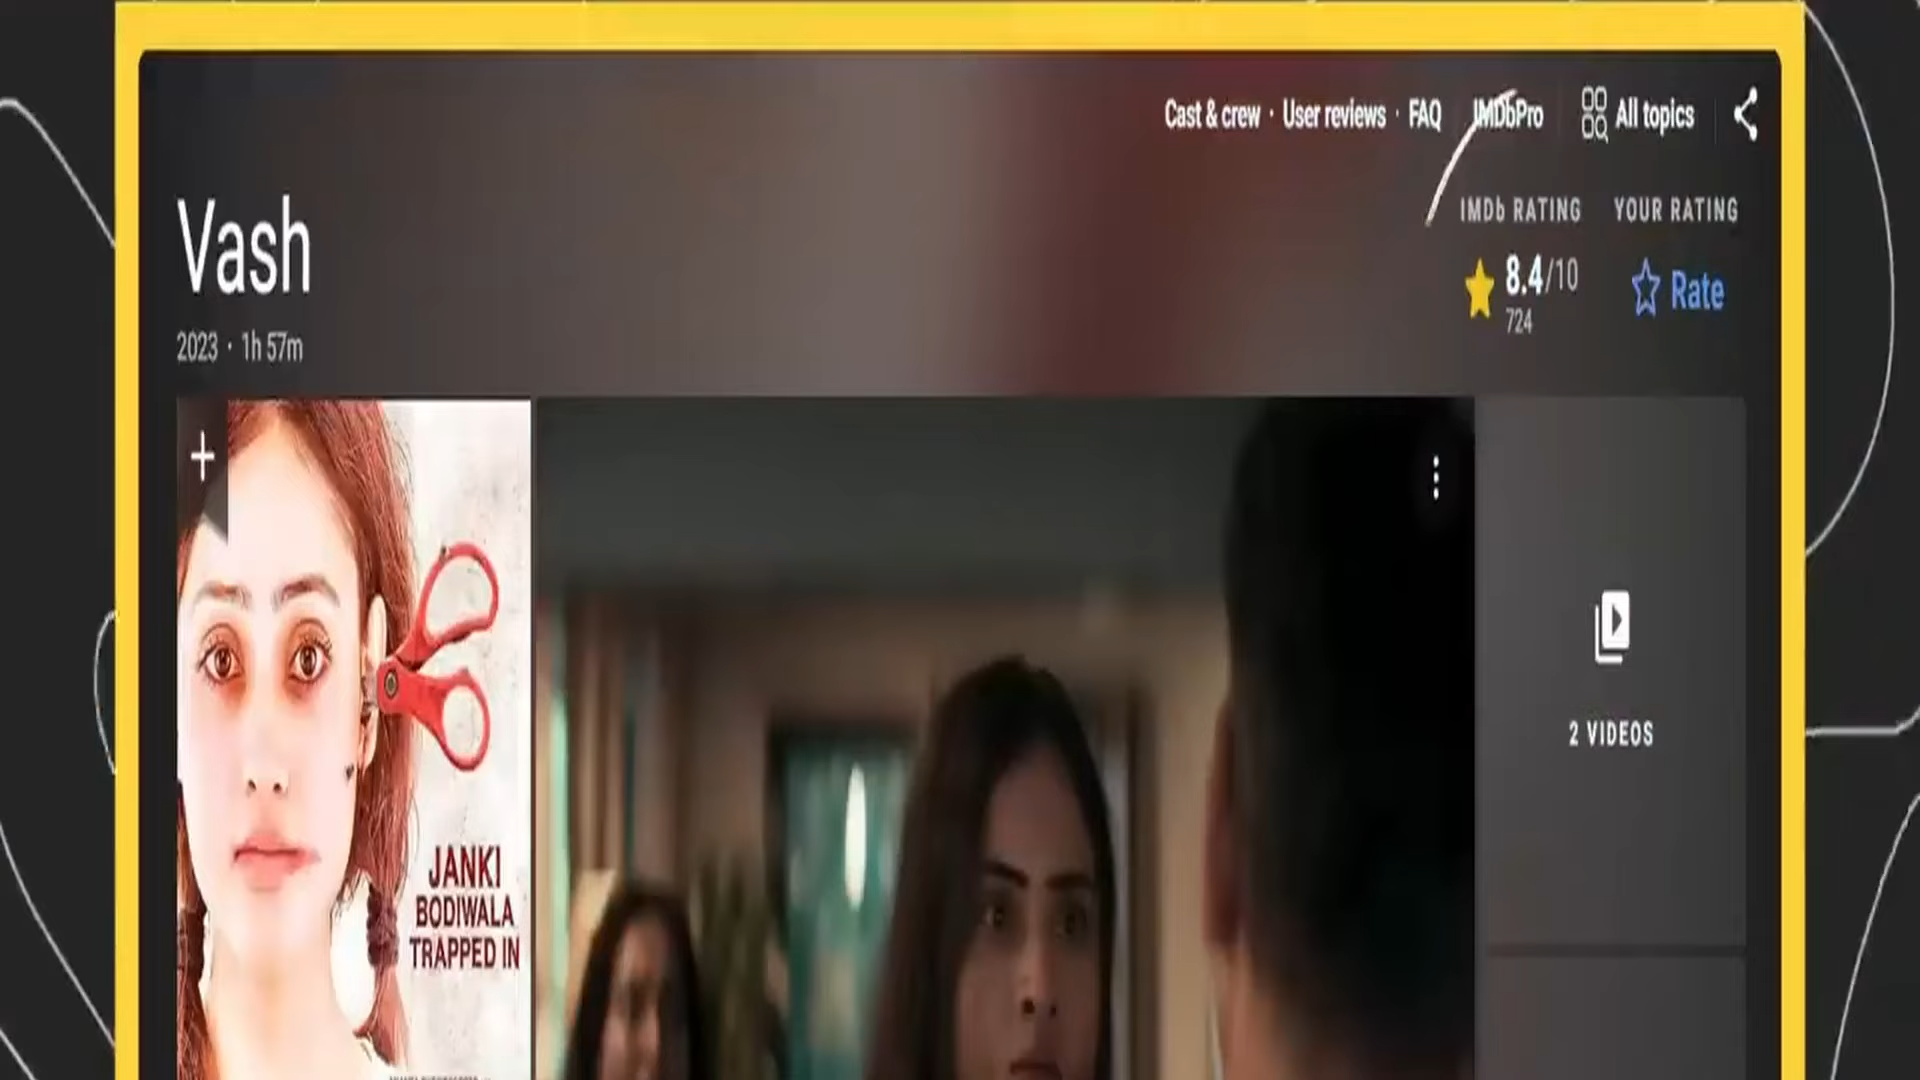 Cast & crew · User reviews · FAQ IMDbPro All topics
Vash
IMDb RATING YOUR RATING
8.4/10 Rate
724
2023 · 1h 57m
2 VIDEOS
JANKI
BODIWALA
TRAPPED IN